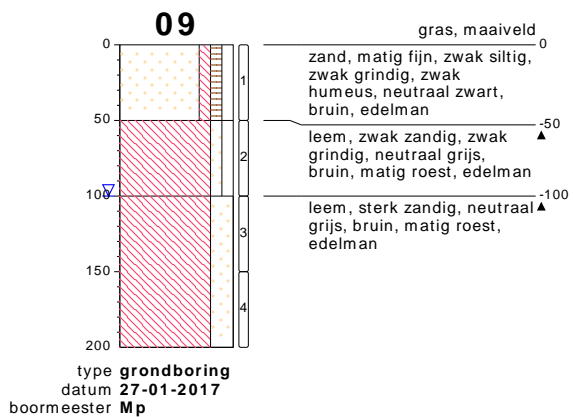 09
gras, maaiveld
0
0
zand, matig fijn, zwak siltig,
zwak grindig, zwak
humeus, neutraal zwart,
bruin, edelman
1
50
-50
leem, zwak zandig, zwak
grindig, neutraal grijs,
bruin, matig roest, edelman
2
100
-100
leem, sterk zandig, neutraal
grijs, bruin, matig roest,
edelman
3
150
4
200
type grondboring
datum 27-01-2017
boormeester Mp